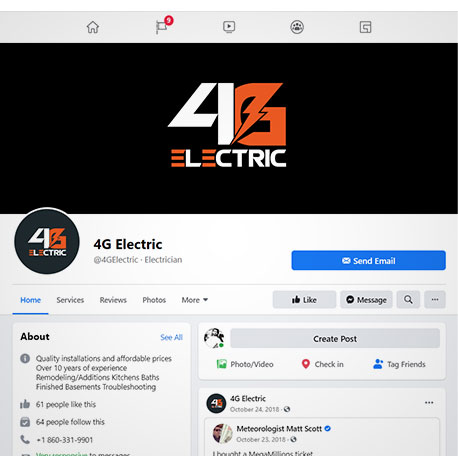 9
4G
ELECTRIC
4G
ELECTRIC
4G Electric
@4GElectric · Electrician
Send Email
Home Services Reviews Photos More
Like Message
About See All
Quality installations and affordable prices
Over 10 years of experience
Remodeling/Additions Kitchens Baths
Finished Basements Troubleshooting
61 people like this
64 people follow this
+1 860-331-9901
Very responsive to messages
Create Post
Photo/Video Check in Tag Friends
4G Electric
October 24, 2018 ·
Meteorologist Matt Scott
October 23, 2018 ·
I bought a MegaMillions ticket